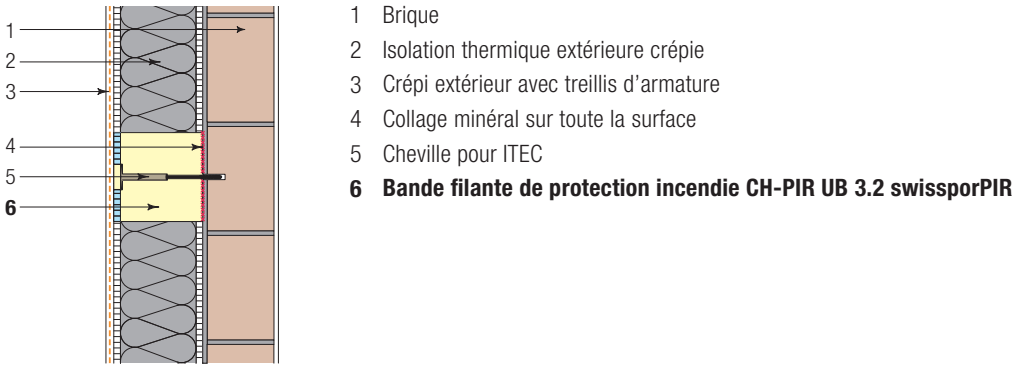 1
2
3
4
5
6
1 Brique
2 Isolation thermique extérieure crépie
3 Crépi extérieur avec treillis d’armature
4 Collage minéral sur toute la surface
5 Cheville pour ITEC
6 Bande filante de protection incendie CH-PIR UB 3.2 swissporPIR